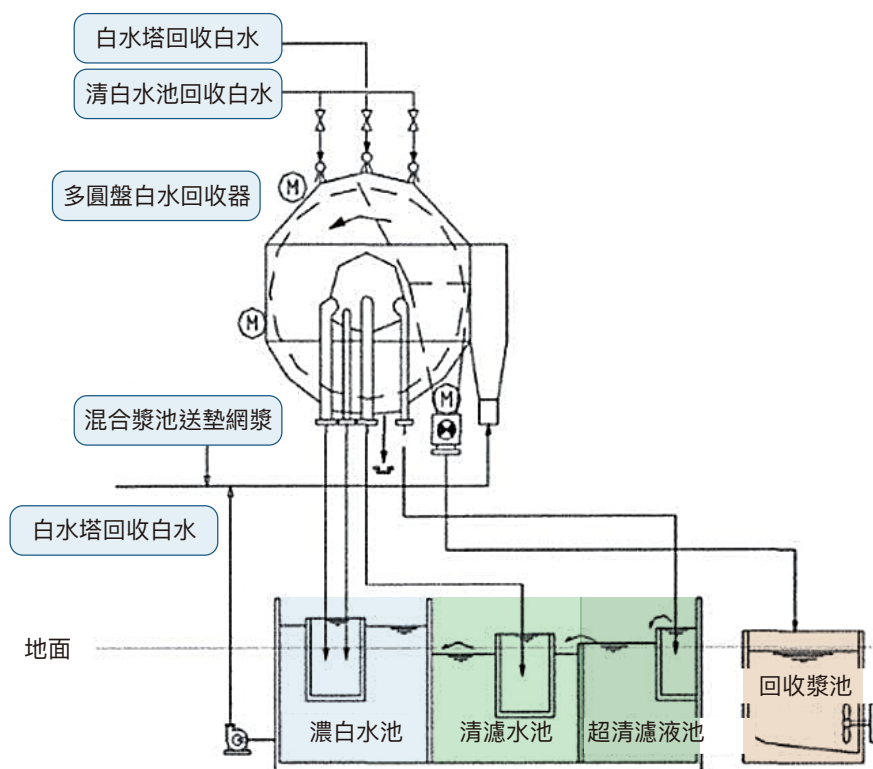 白水塔回收白水
清白水池回收白水
多圓盤白水回收器
M
M
M
混合漿池送墊網漿
白水塔回收白水
地面
濃白水池
清濾水池
超清濾液池
回收漿池